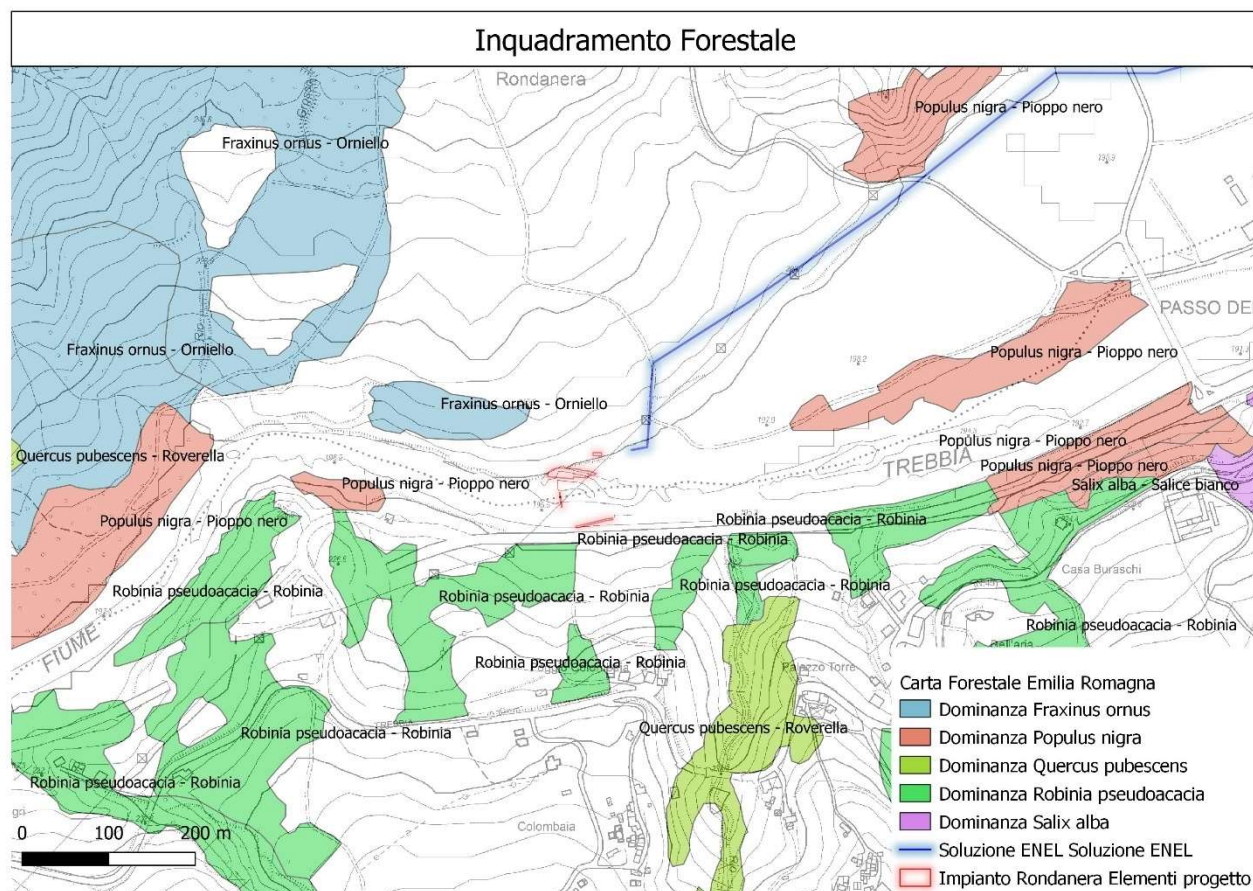 Inquadramento Forestale
Rondanera
Populus nigra - Pioppo nero
Fraxinus ornus - Orniello
Fraxinus ornus - Orniello
Populus nigra - Pioppo nero
PASSO DE
Fraxinus ornus - Orniello
Populus nigra - Pioppo nero
Quercus pubescens - Roverella
TREBBIA
Populus nigra - Pioppo nero
Populus nigra - Pioppo nero
Salix alba - Salice bianco
Populus nigra - Pioppo nero
Robinia pseudoacacia - Robinia
Robinia pseudoacacia - Robinia
Casa Buraschi
Robinia pseudoacacia - Robinia
Robinia pseudoacacia - Robinia
Robinia pseudoacacia - Robinia
Robinia pseudoacacia - Robinia
FIUME
Robinia pseudoacacia - Robinia
Palazzo Torre
TREBBIA
Quercus pubescens - Roverella
Robinia pseudoacacia - Robinia
Robinia pseudoacacia - Robinia
Colombaia
0 100 200 m
Carta Forestale Emilia Romagna
Dominanza Fraxinus ornus
Dominanza Populus nigra
Dominanza Quercus pubescens
Dominanza Robinia pseudoacacia
Dominanza Salix alba
Soluzione ENEL Soluzione ENEL
Impianto Rondanera Elementi progetto